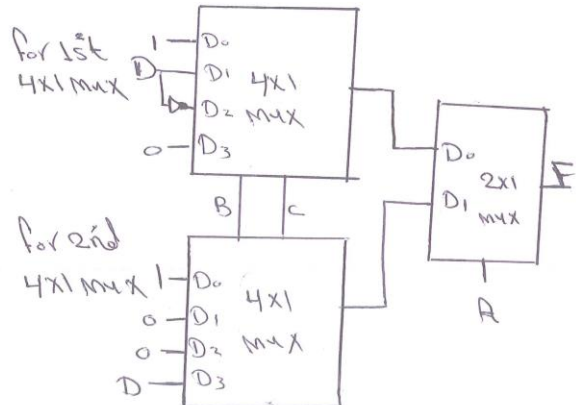 for 1st
4x1 mux
1
D
0
D0
D1
D2
D3
4x1
mux
B
C
for 2nd
4x1 mux
1
0
0
D
D0
D1
D2
D3
4x1
mux
D0
D1
2x1
mux
F
A